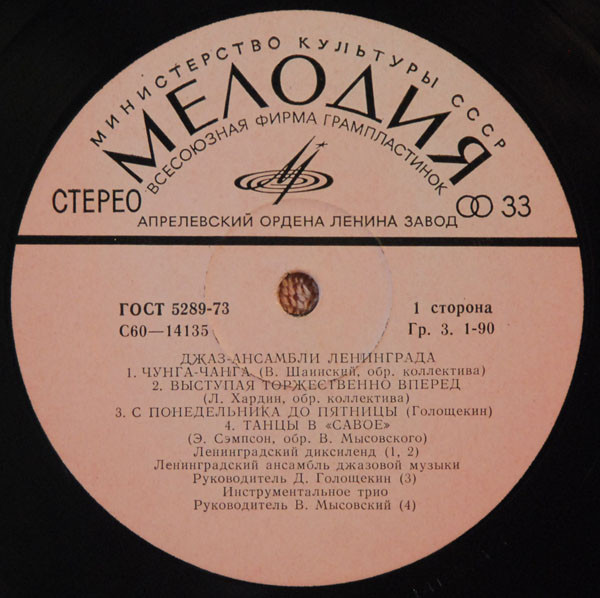 МИНИСТЕРСТВО КУЛЬТУРЫ СССР
МЕЛОДИЯ
ВСЕСОЮЗНАЯ ФИРМА ГРАМПЛАСТИНОК
СТЕРЕО 33
АПРЕЛЕВСКИЙ ОРДЕНА ЛЕНИНА ЗАВОД
ГОСТ 5289-73 1 сторона
С60—14135 Гр. 3. 1-90
ДЖАЗ-АНСАМБЛИ ЛЕНИНГРАДА
1. ЧУНГА-ЧАНГА (В. Шаинский, обр. коллектива)
2. ВЫСТУПАЯ ТОРЖЕСТВЕННО ВПЕРЕД
(Л. Хардин, обр. коллектива)
3. С ПОНЕДЕЛЬНИКА ДО ПЯТНИЦЫ (Голощекин)
4. ТАНЦЫ В «САВОЕ»
(Э. Сэмпсон, обр. В. Мысовского)
Ленинградский диксиленд (1, 2)
Ленинградский ансамбль джазовой музыки
Руководитель Д. Голощекин (3)
Инструментальное трио
Руководитель В. Мысовский (4)